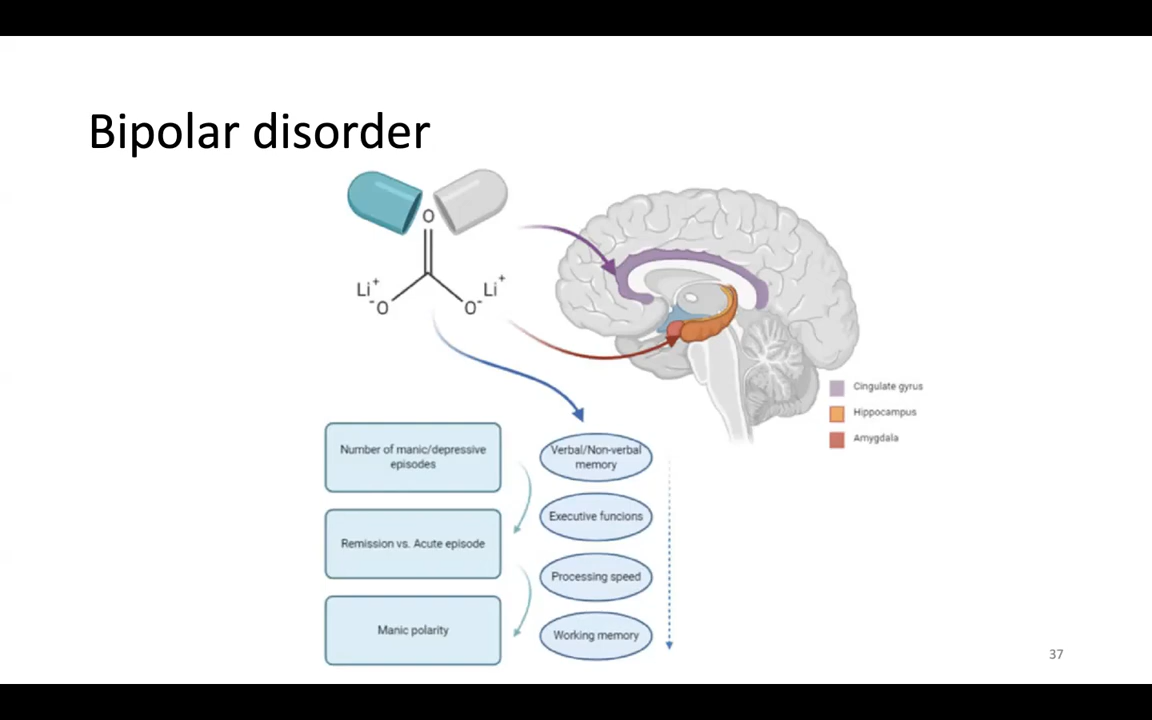 Bipolar disorder
O
Li+
-O
O-
Li+
Cingulate gyrus
Hippocampus
Amygdala
Number of manic/depressive
episodes
Remission vs. Acute episode
Manic polarity
Verbal/Non-verbal
memory
Executive funcions
Processing speed
Working memory
37